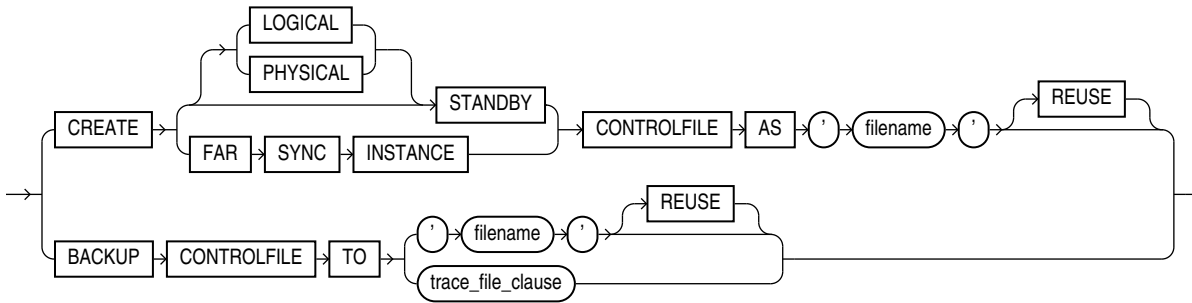 LOGICAL
PHYSICAL
STANDBY
REUSE
CREATE
CONTROLFILE AS ' filename '
FAR SYNC INSTANCE
REUSE
' filename '
BACKUP CONTROLFILE TO
trace_file_clause